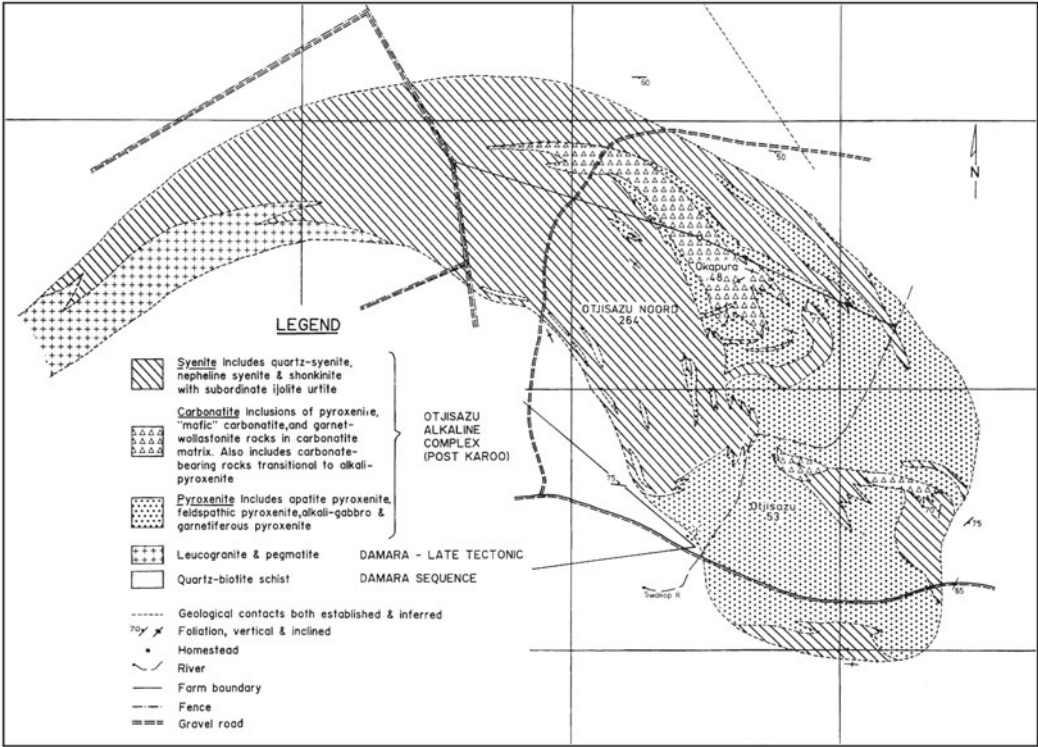 60
50
N
Okapura
48
OTJISAZU NOORD
264
77
LEGEND
Syenite Includes quartz-syenite,
nepheline syenite & shonkinite
with subordinate ijolite urtite
Carbonatite Inclusions of pyroxenite,
"mafic" carbonatite, and garnet-
wollastonite rocks in carbonatite
matrix. Also includes carbonate-
bearing rocks transitional to alkali-
pyroxenite
Pyroxenite Includes apatite pyroxenite,
feldspathic pyroxenite, alkali-gabbro &
garnetiferous pyroxenite
OTJISAZU
ALKALINE
COMPLEX
(POST KAROO)
Leucogranite & pegmatite DAMARA - LATE TECTONIC
Quartz-biotite schist DAMARA SEQUENCE
Geological contacts both established & inferred
70 Foliation, vertical & inclined
Homestead
River
Farm boundary
Fence
Gravel road
75
Otjisazu
53
70
75
Swakop R.
65